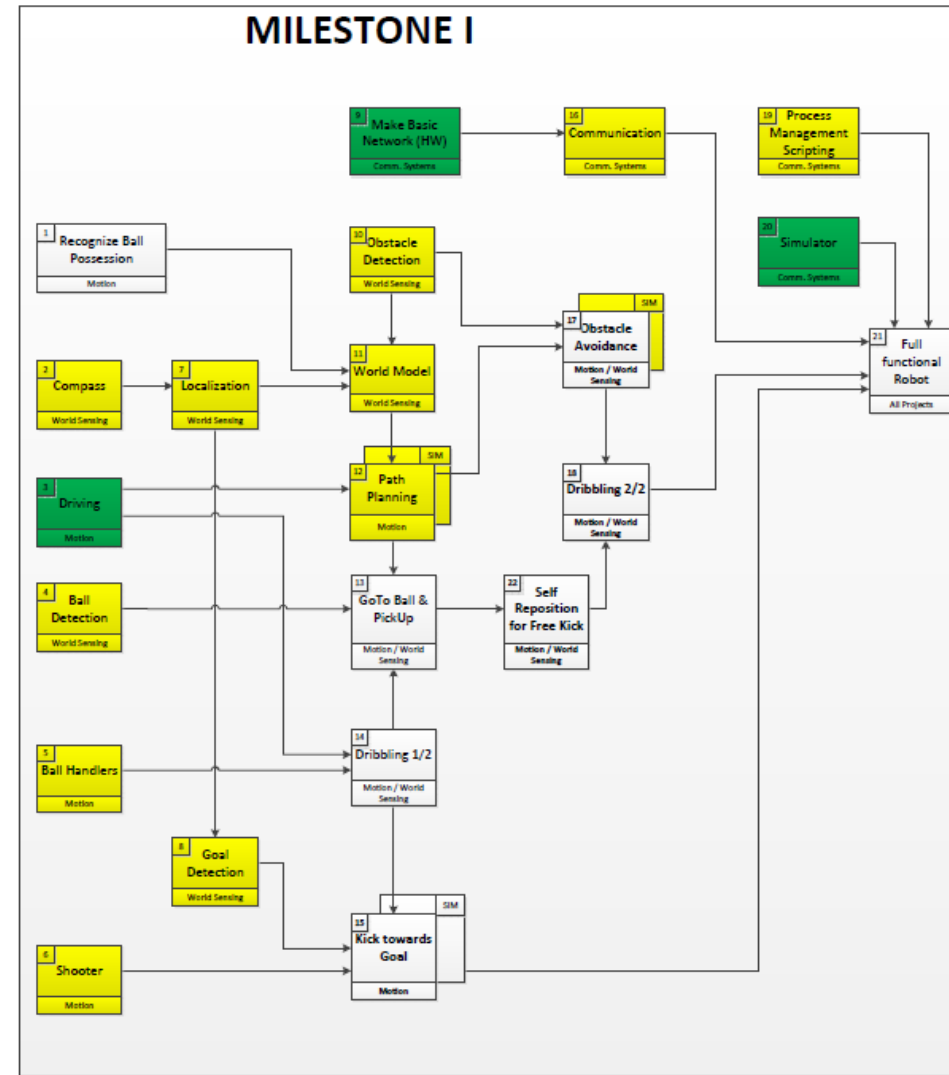 MILESTONE I
9
Make Basic
Network (HW)
Comm. Systems
16
Communication
Comm. Systems
19
Process
Management
Scripting
Comm. Systems
1
Recognize Ball
Possession
Motion
10
Obstacle
Detection
World Sensing
20
Simulator
Comm. Systems
SIM
17
Obstacle
Avoidance
Motion / World
Sensing
21
Full
functional
Robot
All Projects
2
Compass
World Sensing
7
Localization
World Sensing
11
World Model
World Sensing
SIM
12
Path
Planning
Motion
3
Driving
Motion
18
Dribbling 2/2
Motion / World
Sensing
4
Ball
Detection
World Sensing
13
GoTo Ball &
PickUp
Motion / World
Sensing
22
Self
Reposition
for Free Kick
Motion / World
Sensing
5
Ball Handlers
Motion
14
Dribbling 1/2
Motion / World
Sensing
8
Goal
Detection
World Sensing
SIM
15
Kick towards
Goal
Motion
6
Shooter
Motion